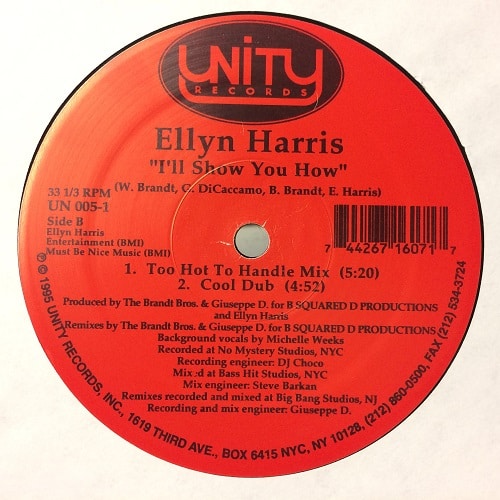 UNITY
RECORDS
Ellyn Harris
"I'll Show You How"
33 1/3 RPM
(W. Brandt, G. DiCaccamo, B. Brandt, E. Harris)
UN 005-1
Side B
Ellyn Harris
Entertainment (BMI)
Must Be Nice Music (BMI)
7 44267 16071 7
1. Too Hot To Handle Mix (5:20)
2. Cool Dub (4:52)
Produced by The Brandt Bros. & Giuseppe D. for B SQUARED D PRODUCTIONS
and Ellyn Harris
Remixes by The Brandt Bros. & Giuseppe D. for B SQUARED D PRODUCTIONS
Background vocals by Michelle Weeks
Recorded at No Mystery Studios, NYC
Recording engineer: DJ Choco
Mix;d at Bass Hit Studios, NYC
Mix engineer: Steve Barkan
Remixes recorded and mixed at Big Bang Studios, NJ
Recording and mix engineer: Giuseppe D.
℗ © 1995 UNITY RECORDS, INC., 1619 THIRD AVE., BOX 6415 NYC, NY 10128, (212) 860-0500, FAX (212) 534-3724